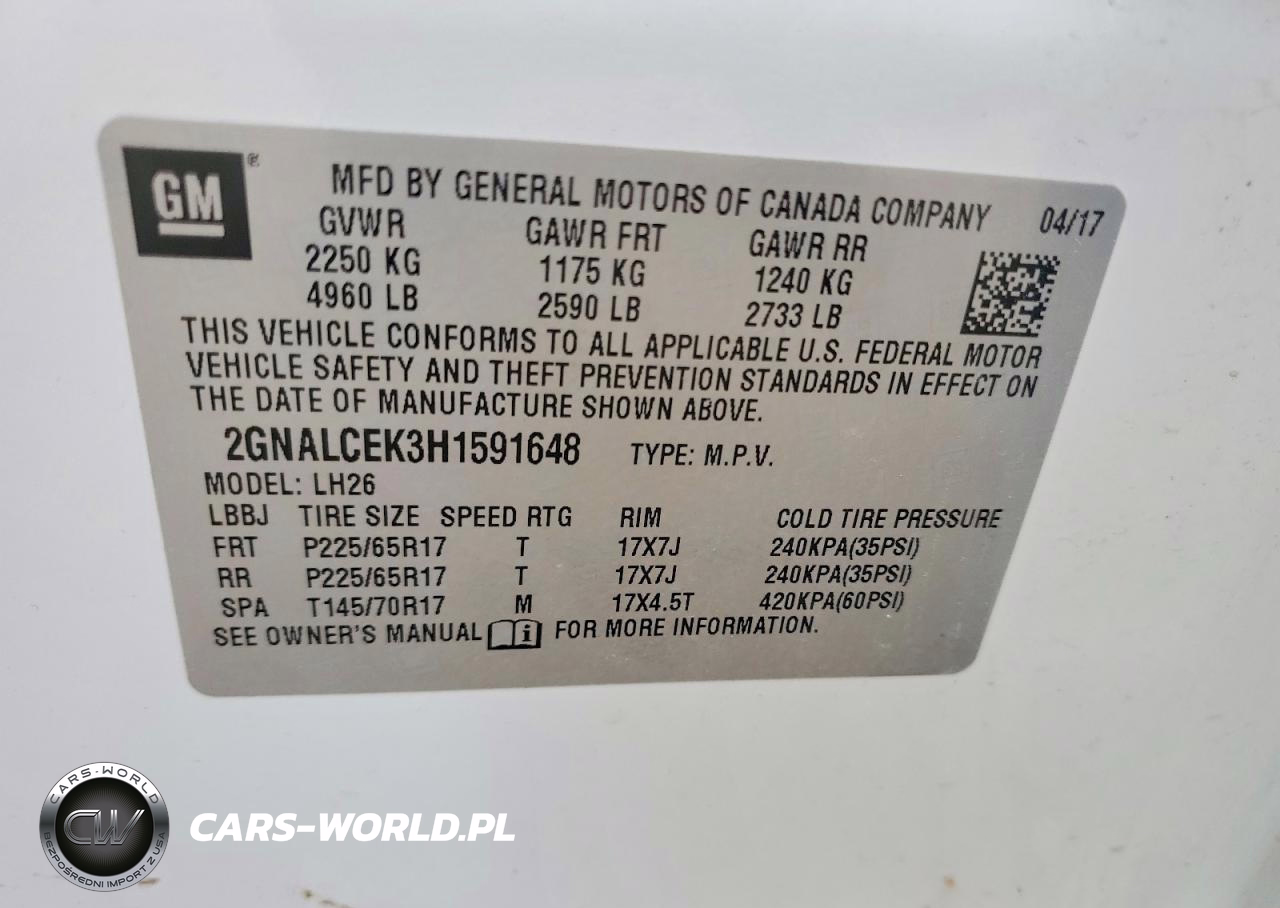 GM®
MFD BY GENERAL MOTORS OF CANADA COMPANY 04/17
GVWR GAWR FRT GAWR RR
2250 KG 1175 KG 1240 KG
4960 LB 2590 LB 2733 LB
THIS VEHICLE CONFORMS TO ALL APPLICABLE U.S. FEDERAL MOTOR
VEHICLE SAFETY AND THEFT PREVENTION STANDARDS IN EFFECT ON
THE DATE OF MANUFACTURE SHOWN ABOVE.
2GNALCEK3H1591648 TYPE: M.P.V.
MODEL: LH26
LBBJ TIRE SIZE SPEED RTG RIM COLD TIRE PRESSURE
FRT P225/65R17 T 17X7J 240KPA(35PSI)
RR P225/65R17 T 17X7J 240KPA(35PSI)
SPA T145/70R17 M 17X4.5T 420KPA(60PSI)
SEE OWNER'S MANUAL i FOR MORE INFORMATION.
CARS-WORLD
CW
BEZPOŚREDNI IMPORT Z USA
CARS-WORLD.PL